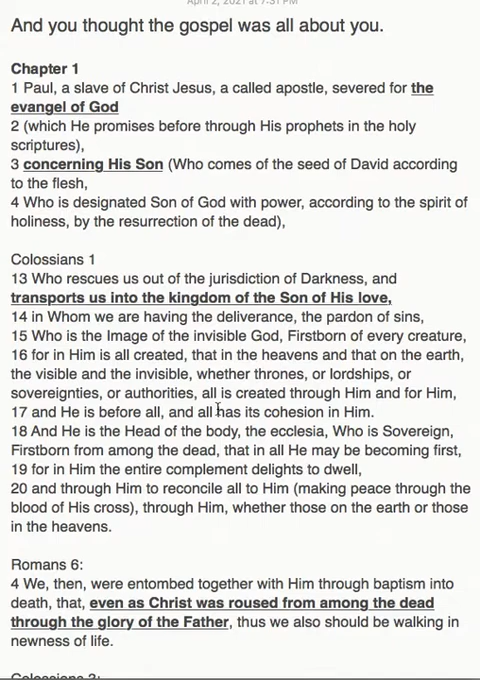 April 2, 2021 at 7:31 PM
And you thought the gospel was all about you.
Chapter 1
1 Paul, a slave of Christ Jesus, a called apostle, severed for the
evangel of God
2 (which He promises before through His prophets in the holy
scriptures),
3 concerning His Son (Who comes of the seed of David according
to the flesh,
4 Who is designated Son of God with power, according to the spirit of
holiness, by the resurrection of the dead),
Colossians 1
13 Who rescues us out of the jurisdiction of Darkness, and
transports us into the kingdom of the Son of His love,
14 in Whom we are having the deliverance, the pardon of sins,
15 Who is the Image of the invisible God, Firstborn of every creature,
16 for in Him is all created, that in the heavens and that on the earth,
the visible and the invisible, whether thrones, or lordships, or
sovereignties, or authorities, all is created through Him and for Him,
17 and He is before all, and all has its cohesion in Him.
18 And He is the Head of the body, the ecclesia, Who is Sovereign,
Firstborn from among the dead, that in all He may be becoming first,
19 for in Him the entire complement delights to dwell,
20 and through Him to reconcile all to Him (making peace through the
blood of His cross), through Him, whether those on the earth or those
in the heavens.
Romans 6:
4 We, then, were entombed together with Him through baptism into
death, that, even as Christ was roused from among the dead
through the glory of the Father, thus we also should be walking in
newness of life.